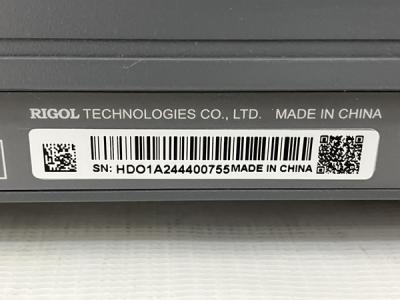 RIGOL TECHNOLOGIES CO., LTD. MADE IN CHINA
SN: HDO1A244400755 MADE IN CHINA